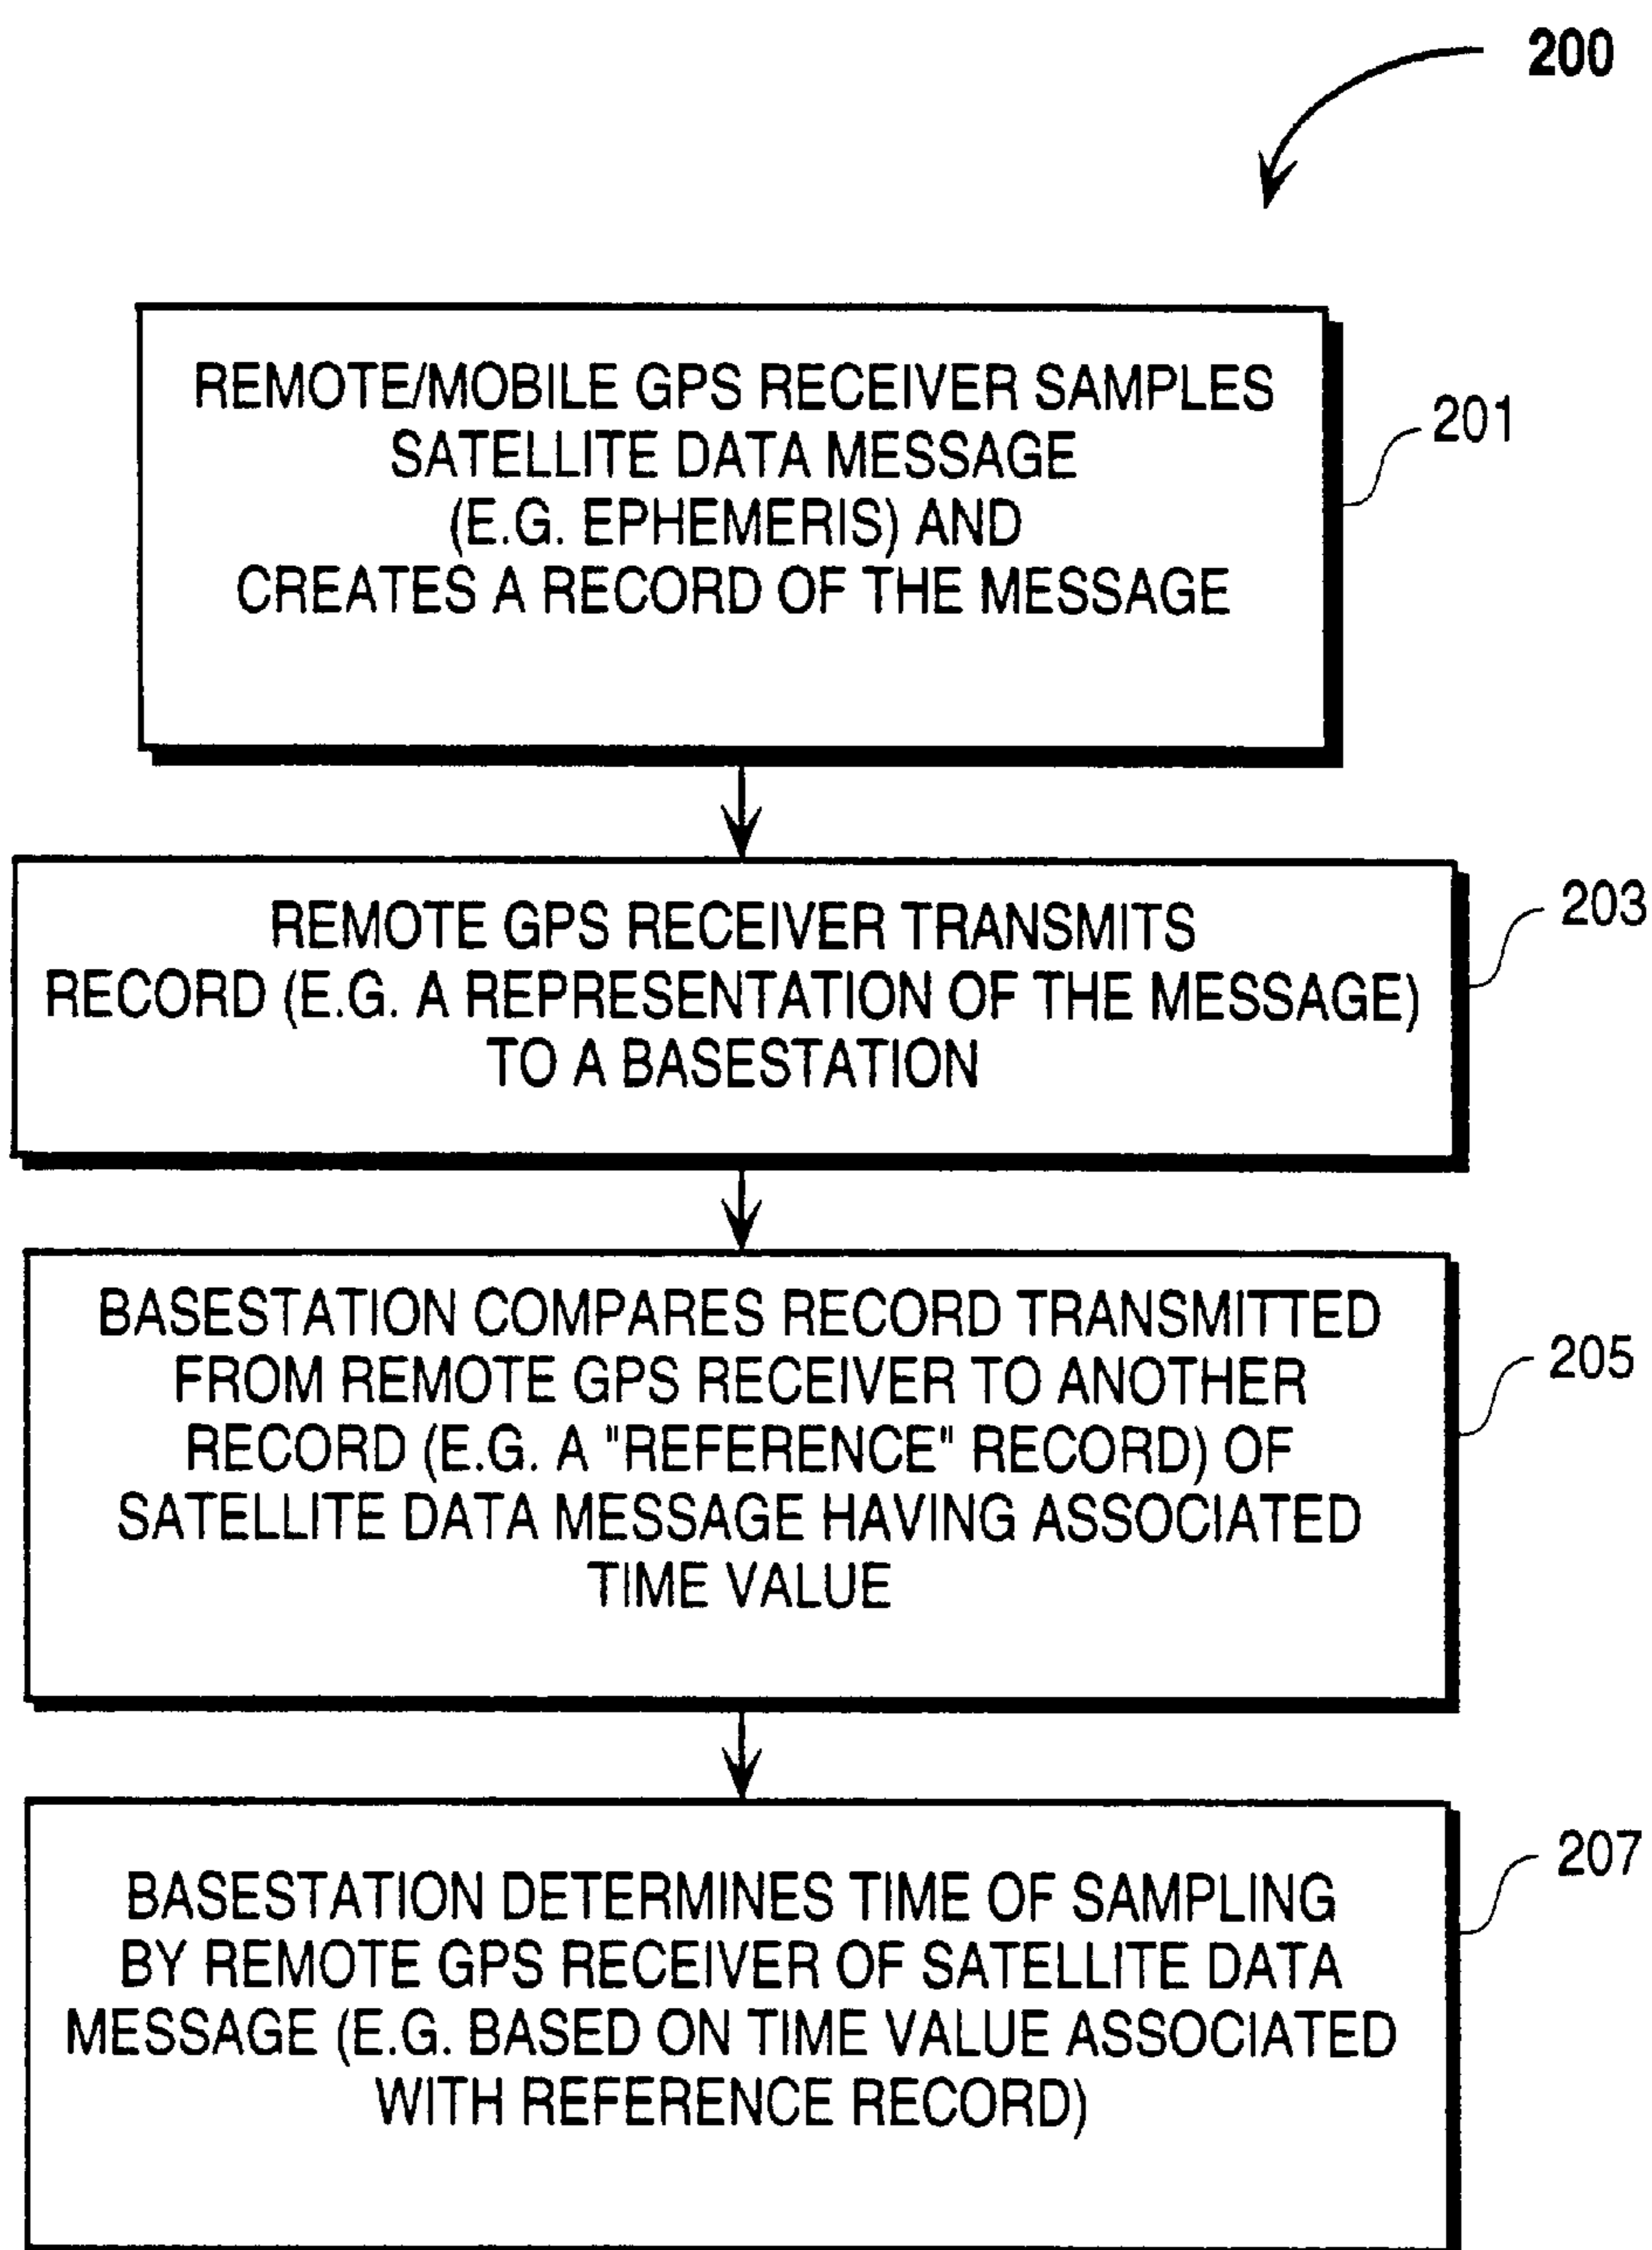 200
REMOTE/MOBILE GPS RECEIVER SAMPLES
SATELLITE DATA MESSAGE
(E.G. EPHEMERIS) AND
CREATES A RECORD OF THE MESSAGE
201
REMOTE GPS RECEIVER TRANSMITS
RECORD (E.G. A REPRESENTATION OF THE MESSAGE)
TO A BASESTATION
203
BASESTATION COMPARES RECORD TRANSMITTED
FROM REMOTE GPS RECEIVER TO ANOTHER
RECORD (E.G. A "REFERENCE" RECORD) OF
SATELLITE DATA MESSAGE HAVING ASSOCIATED
TIME VALUE
205
BASESTATION DETERMINES TIME OF SAMPLING
BY REMOTE GPS RECEIVER OF SATELLITE DATA
MESSAGE (E.G. BASED ON TIME VALUE ASSOCIATED
WITH REFERENCE RECORD)
207